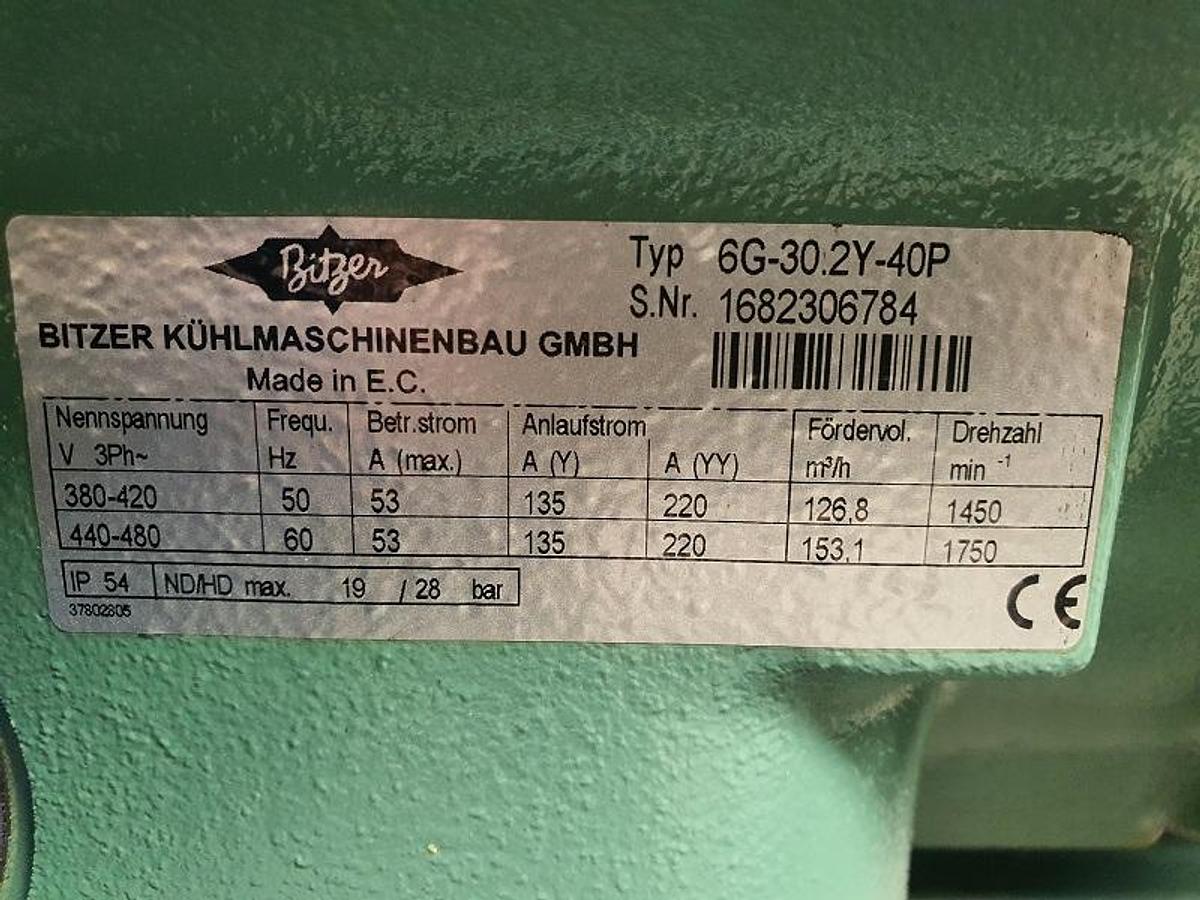 Bitzer
Typ 6G-30.2Y-40P
S.Nr. 1682306784
BITZER KÜHLMASCHINENBAU GMBH
Made in E.C.
Nennspannung Frequ. Betr.strom Anlaufstrom Fördervol. Drehzahl
V 3Ph~ Hz A (max.) A (Y) A (YY) m³/h min -1
380-420 50 53 135 220 126,8 1450
440-480 60 53 135 220 153,1 1750
IP 54 ND/HD max. 19 / 28 bar
37802805
CE